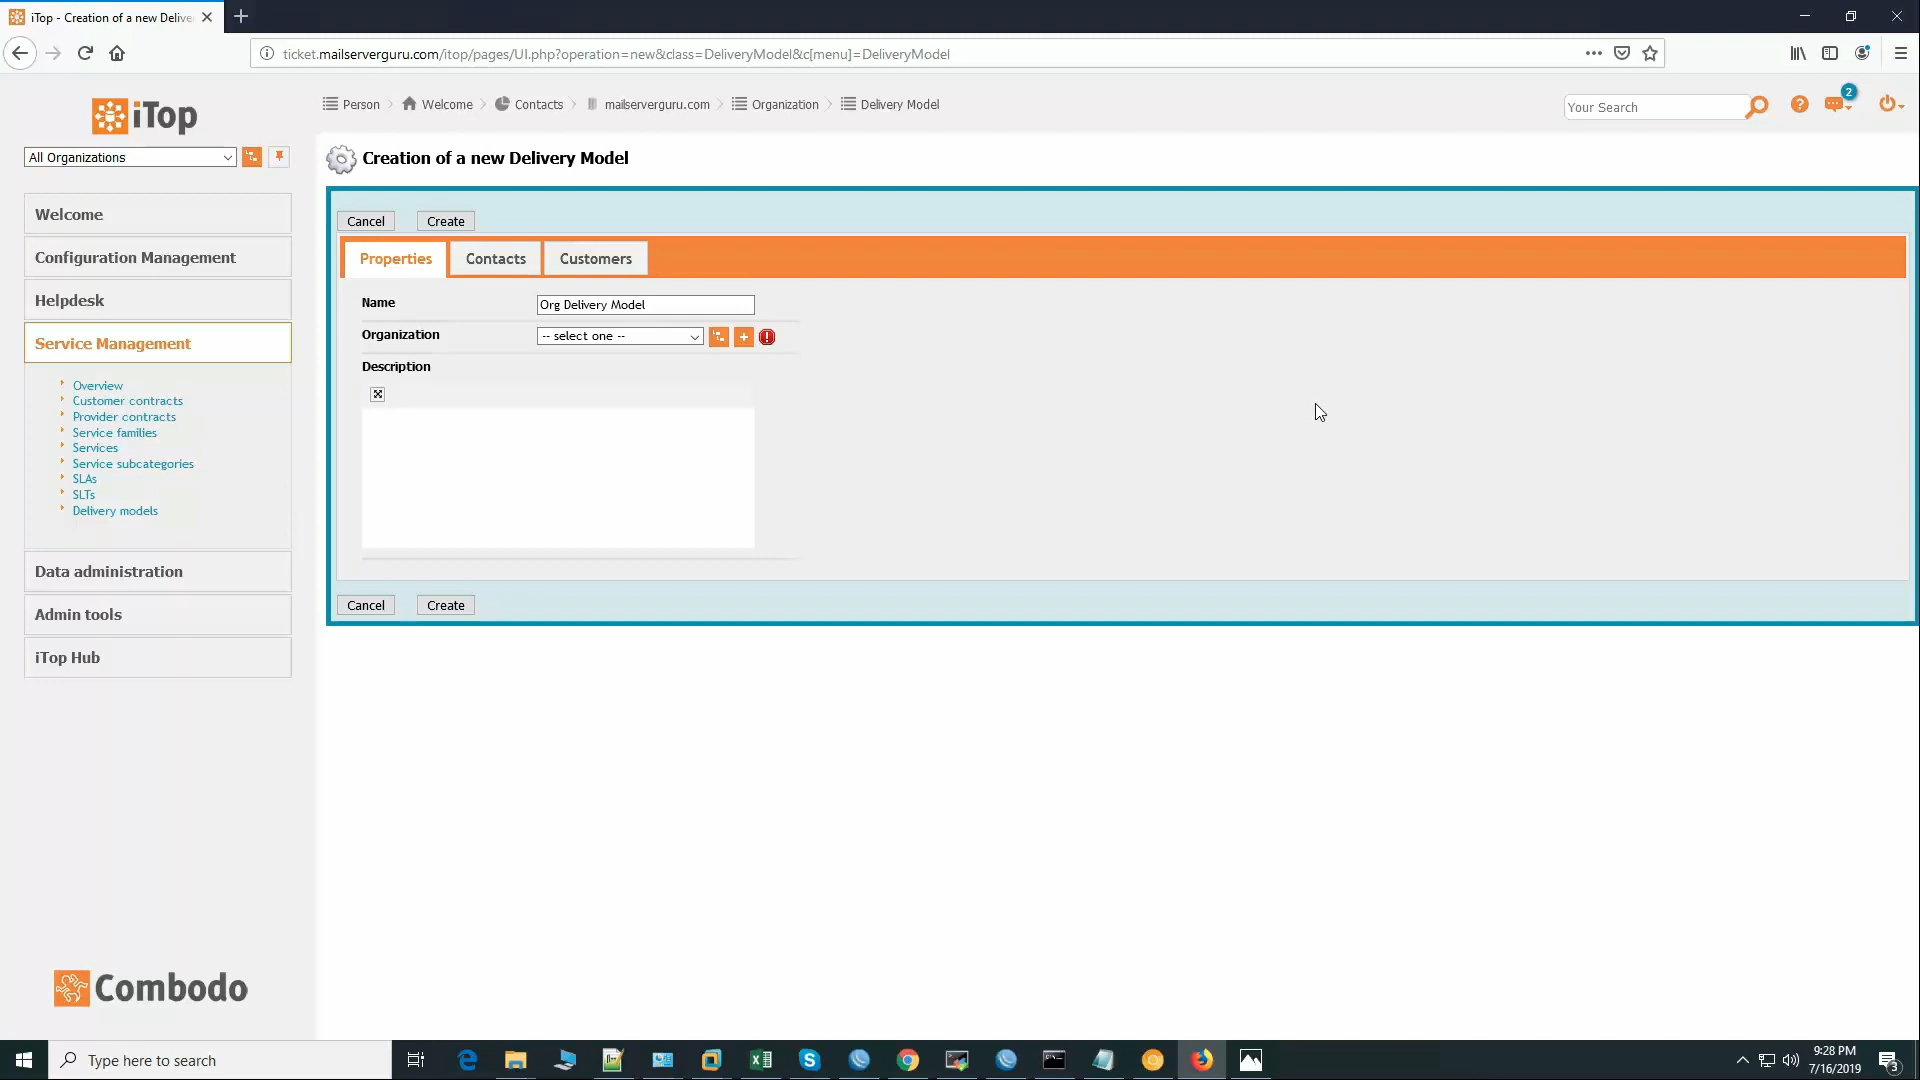 iTop - Creation of a new Delive
ticket.mailserverguru.com/itop/pages/UI.php?operation=new&class=DeliveryModel&c[menu]=DeliveryModel
iTop
Person
Welcome
Contacts
mailserverguru.com
Organization
Delivery Model
Your Search
2
All Organizations
Creation of a new Delivery Model
Welcome
Configuration Management
Helpdesk
Service Management
Overview
Customer contracts
Provider contracts
Service families
Services
Service subcategories
SLAs
SLTs
Delivery models
Data administration
Admin tools
iTop Hub
Cancel
Create
Properties
Contacts
Customers
Name
Org Delivery Model
Organization
-- select one --
Description
Cancel
Create
Combodo
Type here to search
9:28 PM
7/16/2019
3